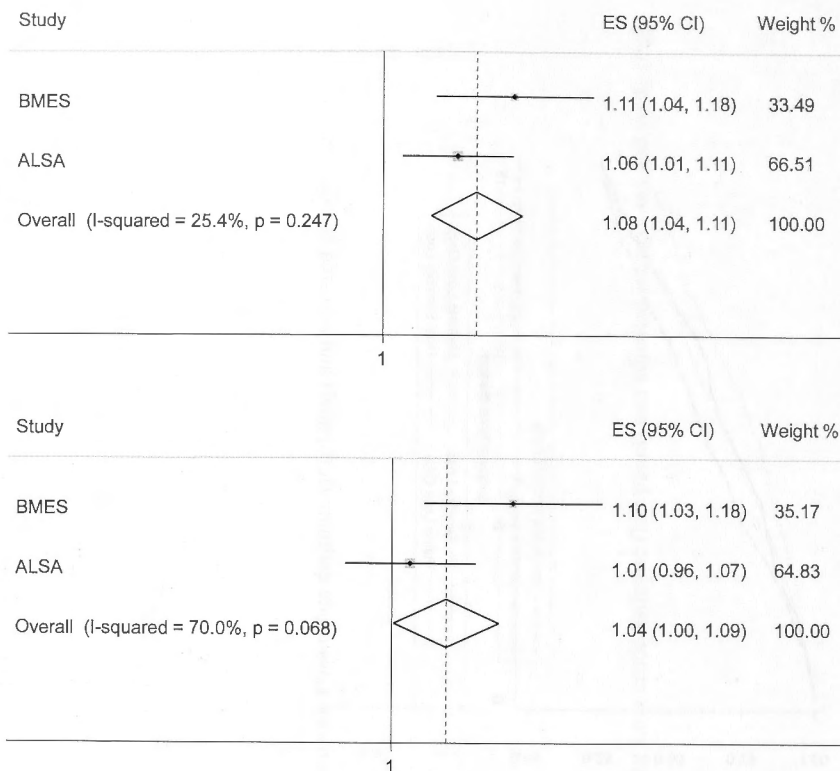 Study ES (95% CI) Weight %
BMES 1.11 (1.04, 1.18) 33.49
ALSA 1.06 (1.01, 1.11) 66.51
Overall (I-squared = 25.4%, p = 0.247) 1.08 (1.04, 1.11) 100.00
1
Study ES (95% CI) Weight %
BMES 1.10 (1.03, 1.18) 35.17
ALSA 1.01 (0.96, 1.07) 64.83
Overall (I-squared = 70.0%, p = 0.068) 1.04 (1.00, 1.09) 100.00
1